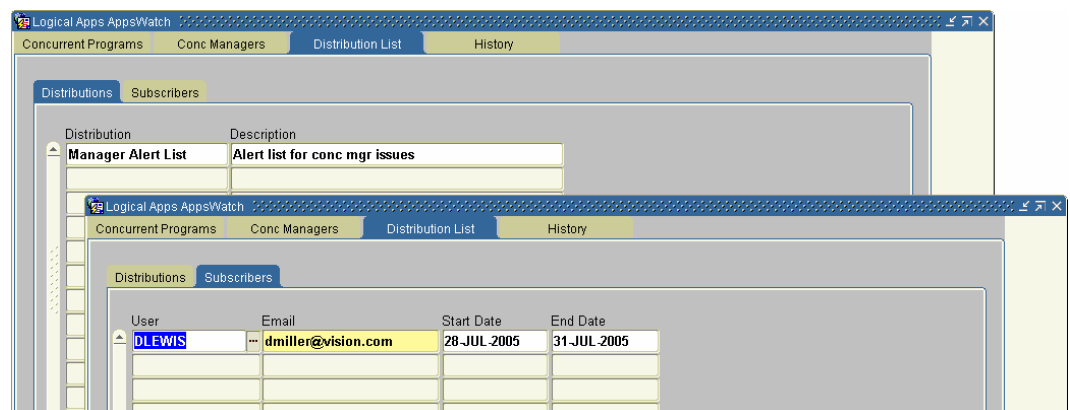 Logical Apps AppsWatch
Concurrent Programs Conc Managers Distribution List History
Distributions Subscribers
Distribution Description
Manager Alert List Alert list for conc mgr issues
Logical Apps AppsWatch
Concurrent Programs Conc Managers Distribution List History
Distributions Subscribers
User Email Start Date End Date
DLEWIS ... dmiller@vision.com 28-JUL-2005 31-JUL-2005